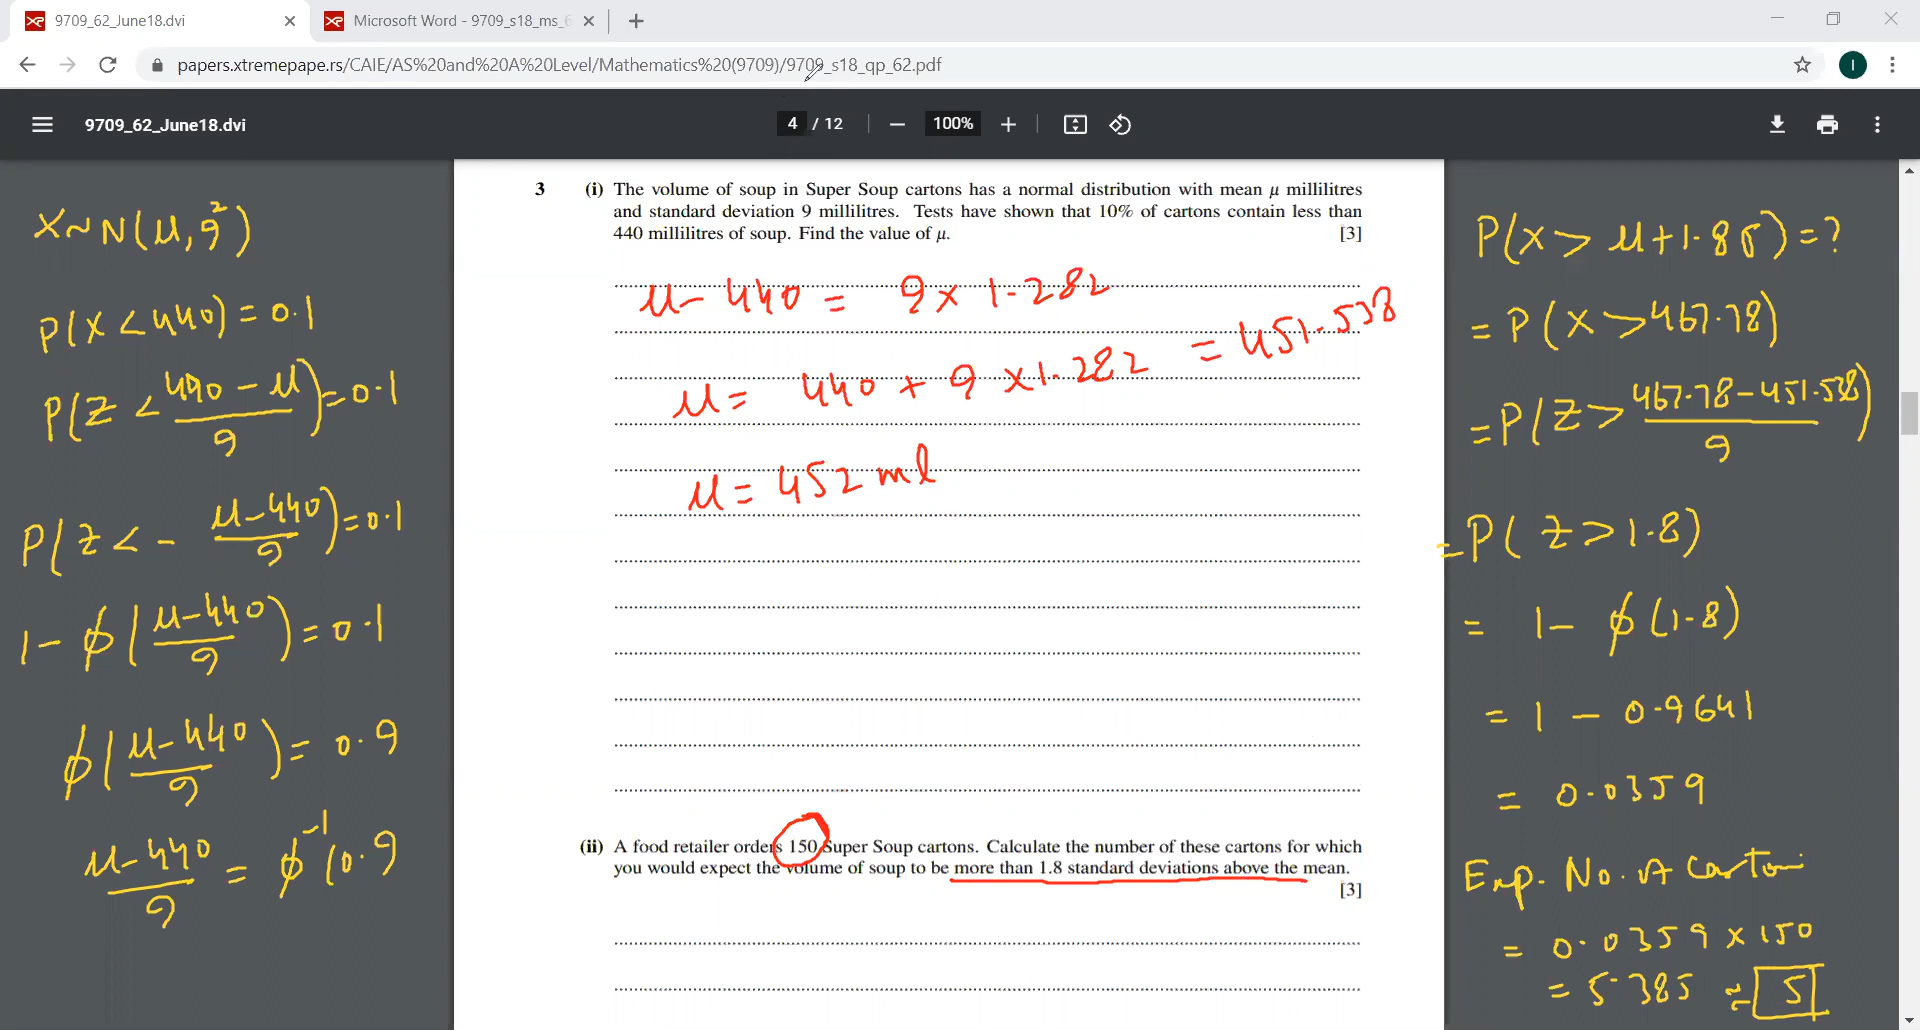 9709_62_June18.dvi
Microsoft Word - 9709_s18_ms_6
papers.xtremepape.rs/CAIE/AS%20and%20A%20Level/Mathematics%20(9709)/9709_s18_qp_62.pdf
I
9709_62_June18.dvi
4 / 12
100%
X~N(μ, 9²)
P(X < 440) = 0.1
P(Z < (440 - μ)/9) = 0.1
P(Z < - (μ-440)/9) = 0.1
1 - ϕ((μ-440)/9) = 0.1
ϕ((μ-440)/9) = 0.9
(μ-440)/9 = ϕ⁻¹(0.9)
3 (i) The volume of soup in Super Soup cartons has a normal distribution with mean μ millilitres
and standard deviation 9 millilitres. Tests have shown that 10% of cartons contain less than
440 millilitres of soup. Find the value of μ. [3]
μ - 440 = 9 × 1.282
μ = 440 + 9 × 1.282 = 451.538
μ = 452 ml
(ii) A food retailer orders 150 Super Soup cartons. Calculate the number of these cartons for which
you would expect the volume of soup to be more than 1.8 standard deviations above the mean.
[3]
P(X > μ + 1.8σ) = ?
= P(X > 467.78)
= P(Z > (467.78 - 451.538)/9)
= P(Z > 1.8)
= 1 - ϕ(1.8)
= 1 - 0.9641
= 0.0359
Exp. No. of Carton
= 0.0359 × 150
= 5.385 ≈ 5